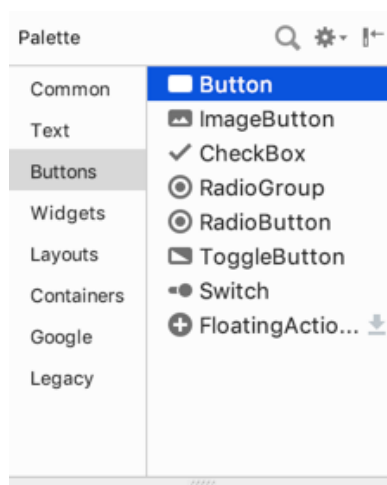 Palette
Common
Text
Buttons
Widgets
Layouts
Containers
Google
Legacy
Button
ImageButton
CheckBox
RadioGroup
RadioButton
ToggleButton
Switch
FloatingActio...